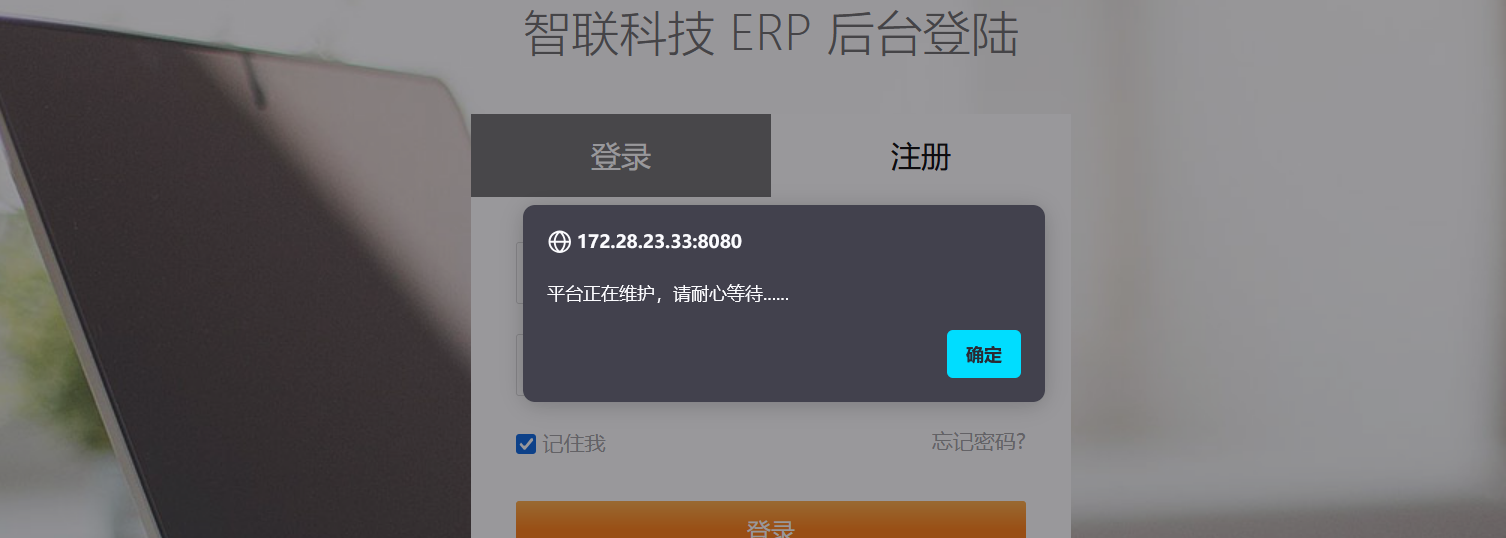 智联科技 ERP 后台登陆
登录
注册
172.28.23.33:8080
平台正在维护，请耐心等待......
确定
记住我
忘记密码?
登录